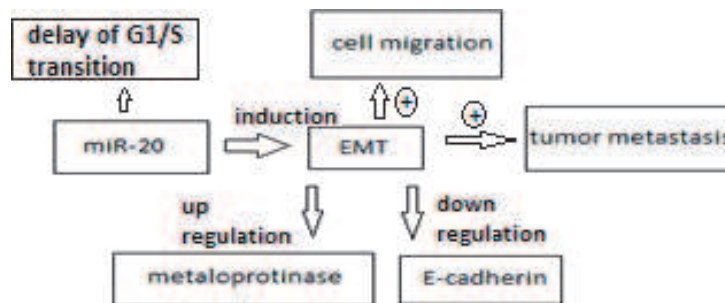 delay of G1/S
transition
cell migration
induction
+
+
miR-20
EMT
tumor metastasis
up
regulation
down
regulation
metaloprotinase
E-cadherin